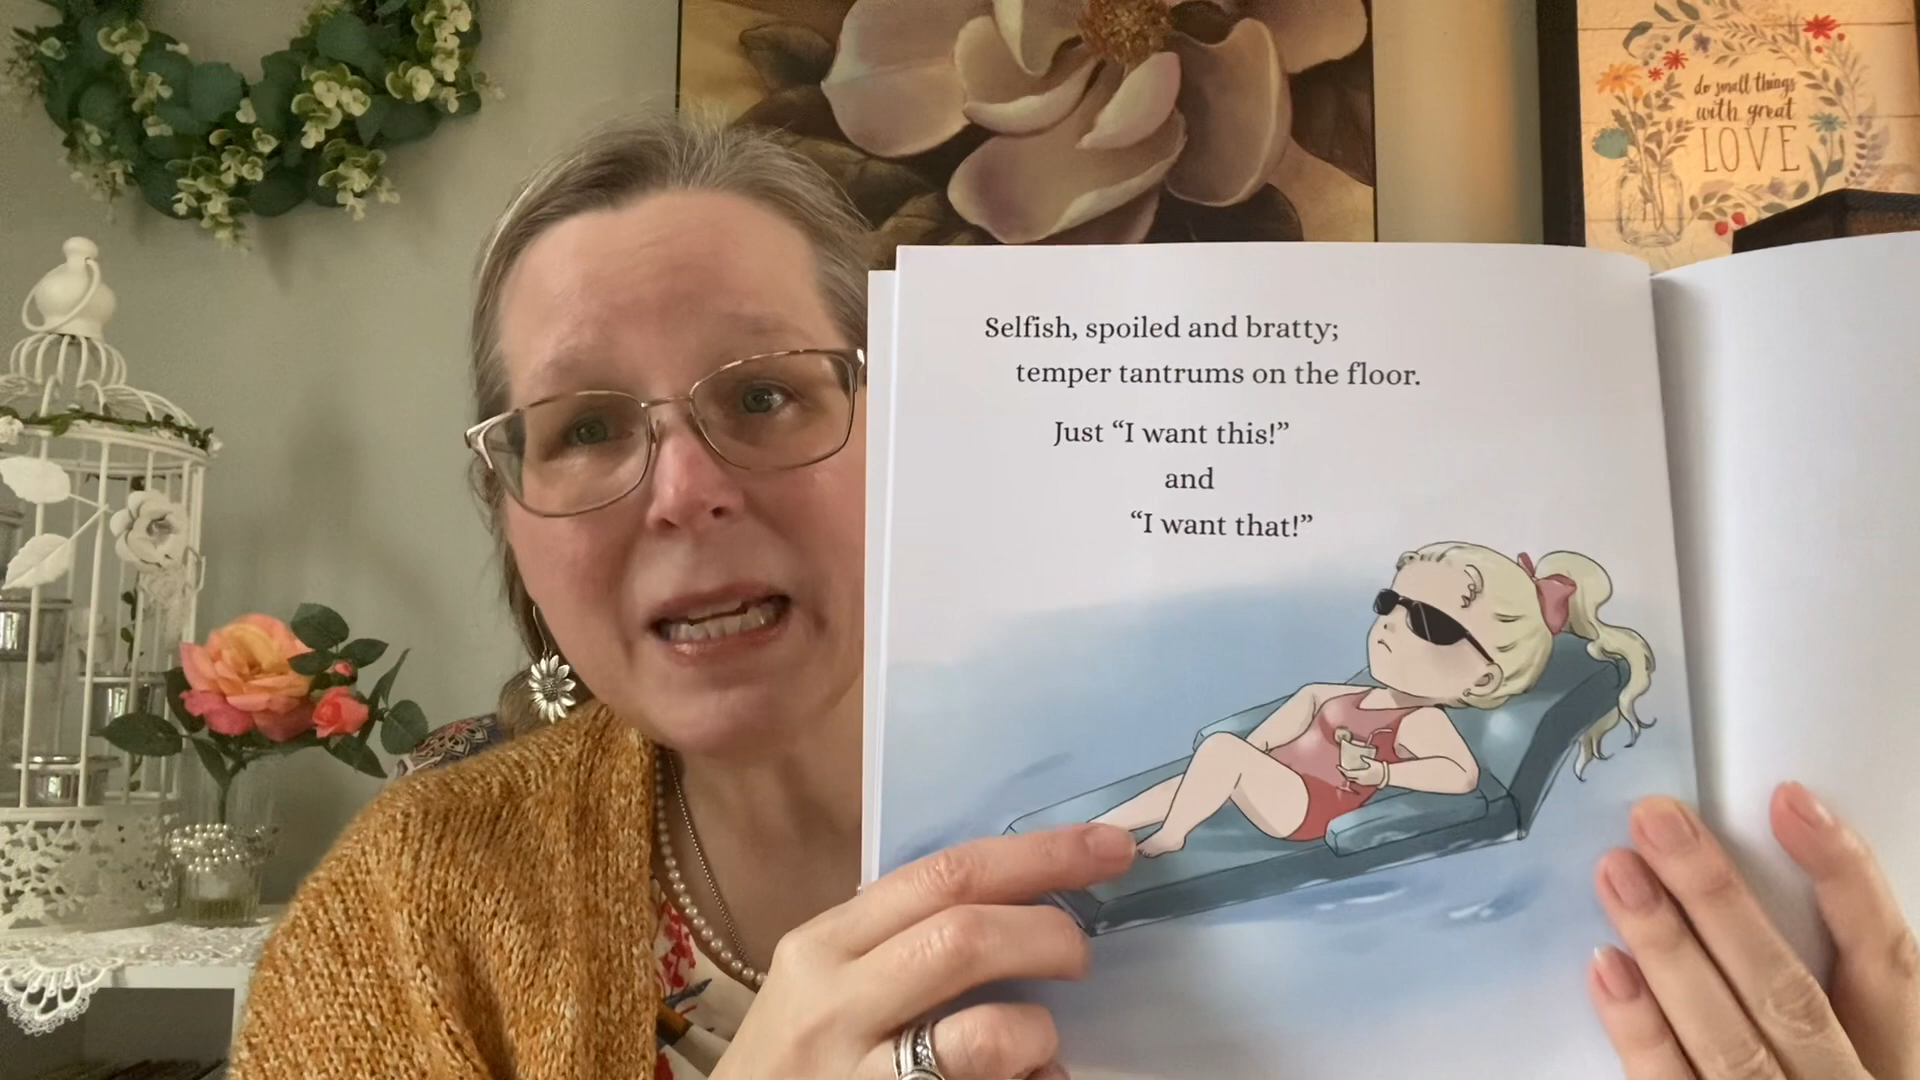 do small things
with great
LOVE
Selfish, spoiled and bratty;
temper tantrums on the floor.
Just “I want this!”
and
“I want that!”